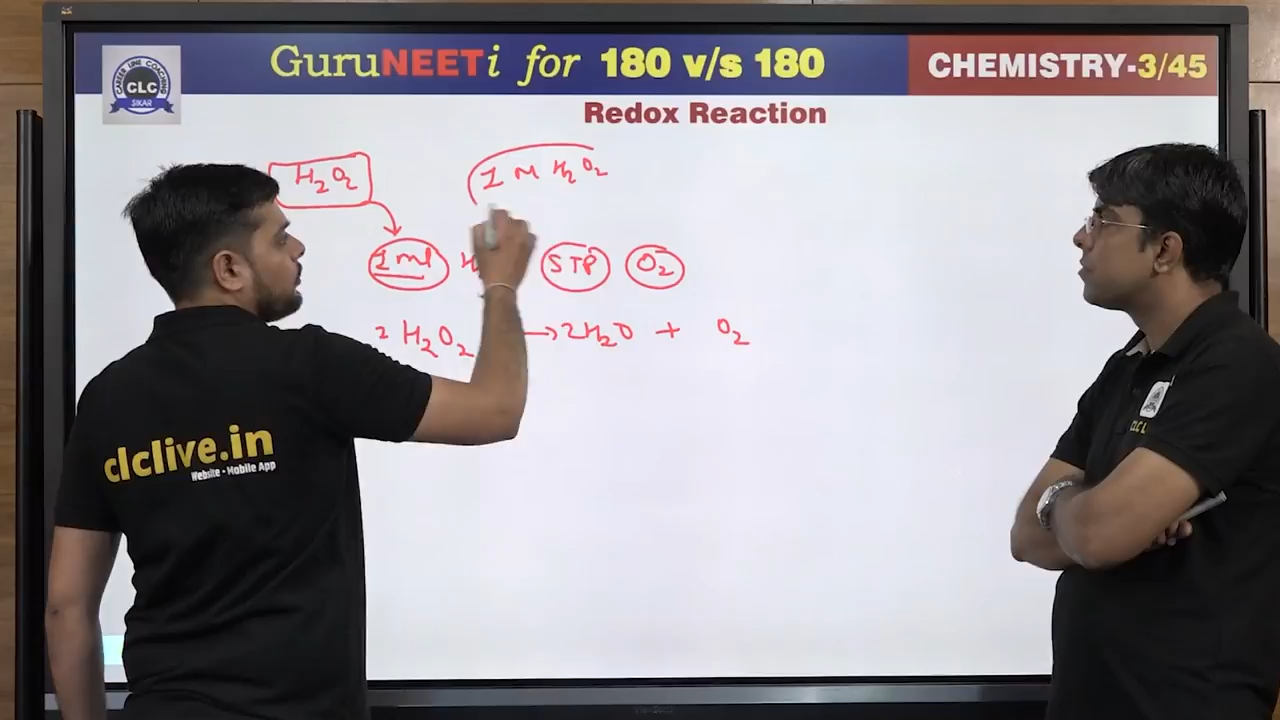 GuruNEETi for 180 v/s 180
CHEMISTRY-3/45
CAREER LINE COACHING
CLC
SIKAR
Redox Reaction
H2O2
1 M H2O2
1 ml H STP O2
2 H2O2 → 2H2O + O2
clclive.in
Website - Mobile App
CLC L